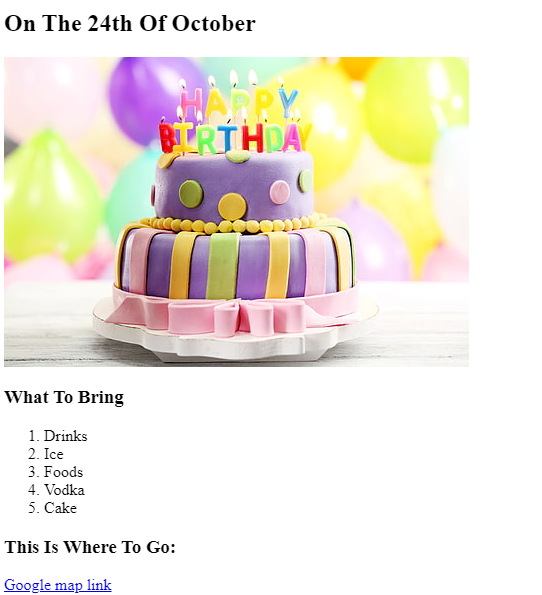 On The 24th Of October
HAPPY
BIRTHDAY
What To Bring
1. Drinks
2. Ice
3. Foods
4. Vodka
5. Cake
This Is Where To Go:
Google map link